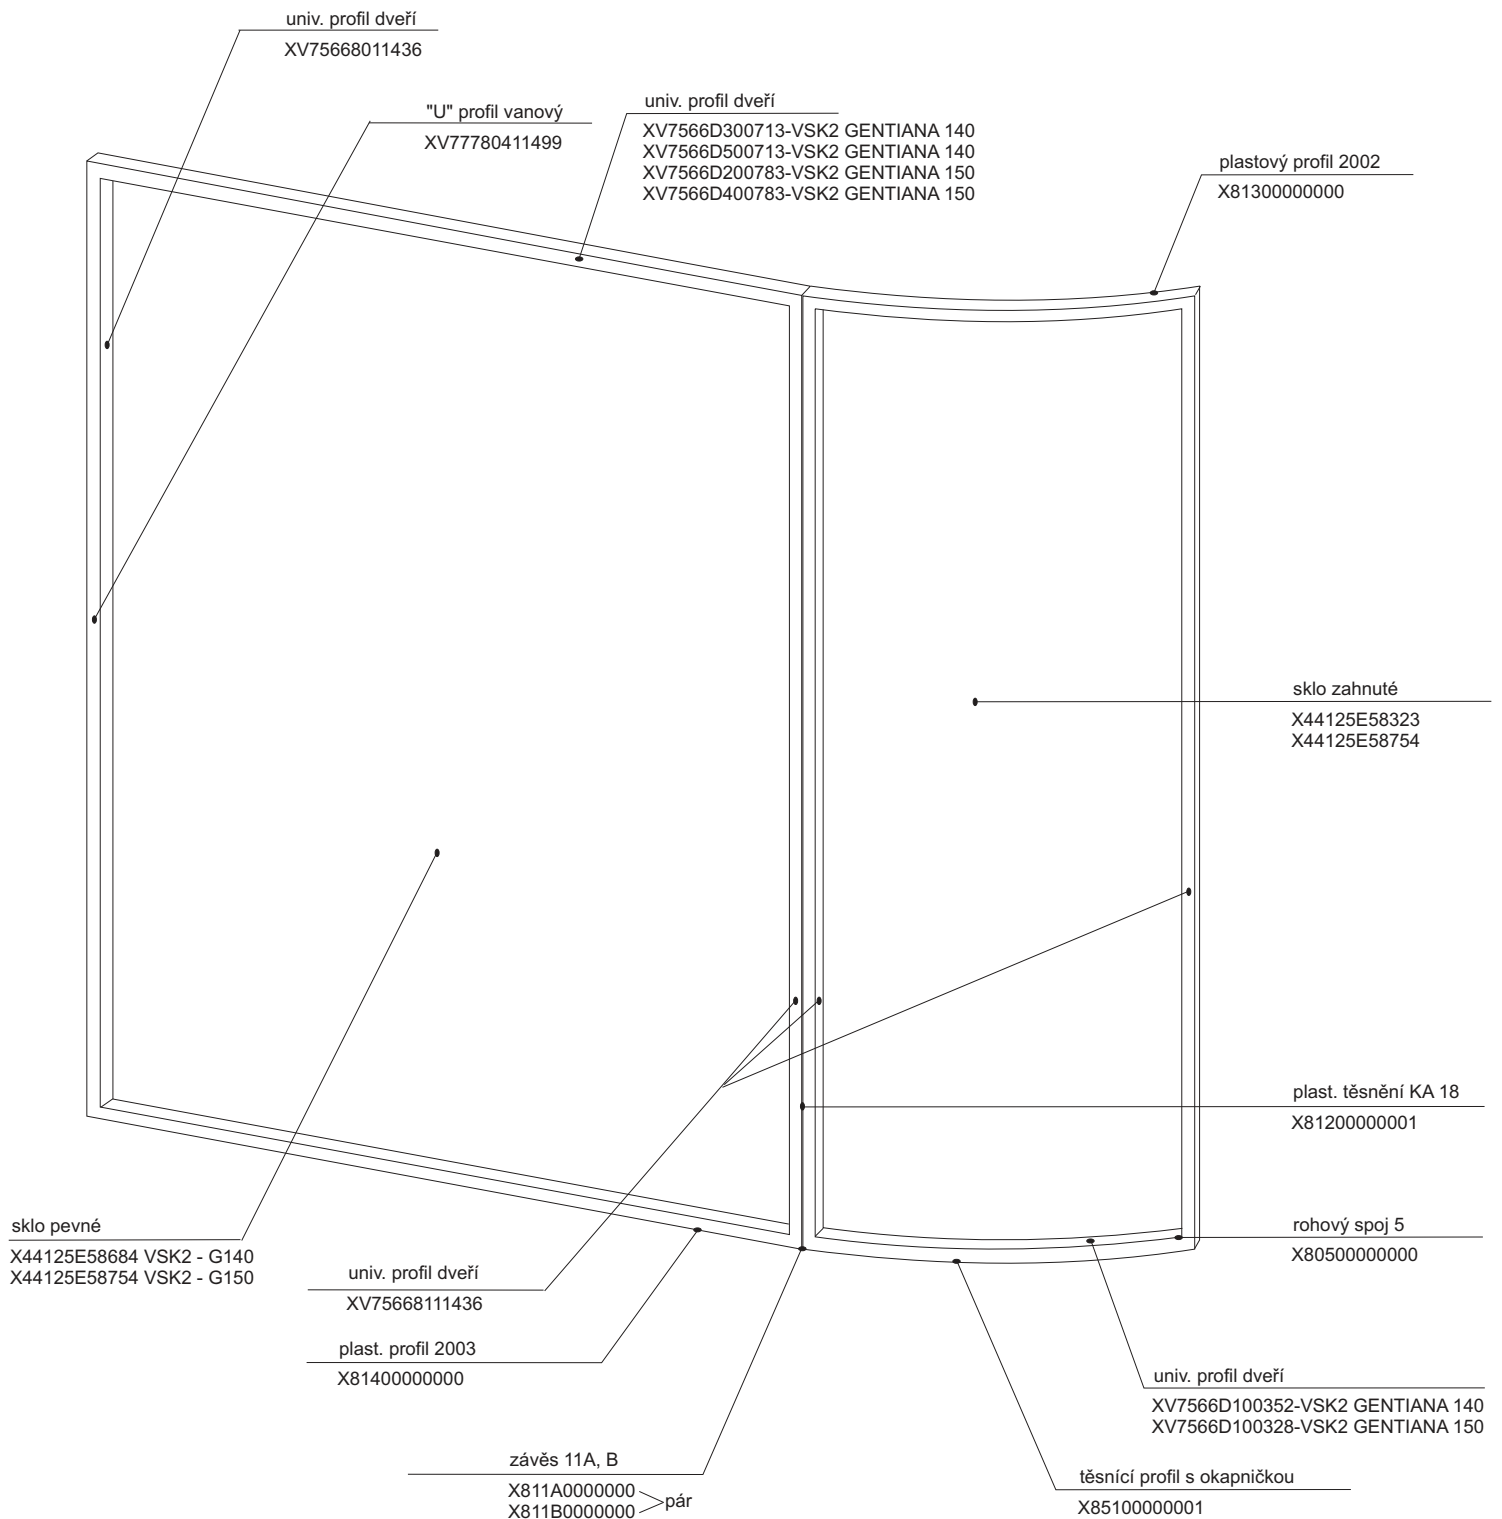 univ. profil dveří
XV75668011436
"U" profil vanový
XV77780411499
univ. profil dveří
XV7566D300713-VSK2 GENTIANA 140
XV7566D500713-VSK2 GENTIANA 140
XV7566D200783-VSK2 GENTIANA 150
XV7566D400783-VSK2 GENTIANA 150
plastový profil 2002
X81300000000
sklo zahnuté
X44125E58323
X44125E58754
plast. těsnění KA 18
X81200000001
sklo pevné
X44125E58684 VSK2 - G140
X44125E58754 VSK2 - G150
rohový spoj 5
X80500000000
univ. profil dveří
XV75668111436
plast. profil 2003
X81400000000
univ. profil dveří
XV7566D100352-VSK2 GENTIANA 140
XV7566D100328-VSK2 GENTIANA 150
závěs 11A, B
X811A0000000
X811B0000000
pár
těsnící profil s okapničkou
X85100000001